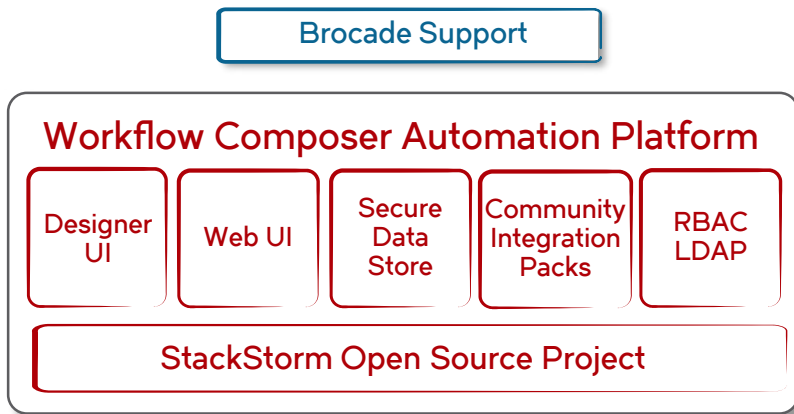 Brocade Support
Workflow Composer Automation Platform
Designer
UI
Web UI
Secure
Data
Store
Community
Integration
Packs
RBAC
LDAP
StackStorm Open Source Project